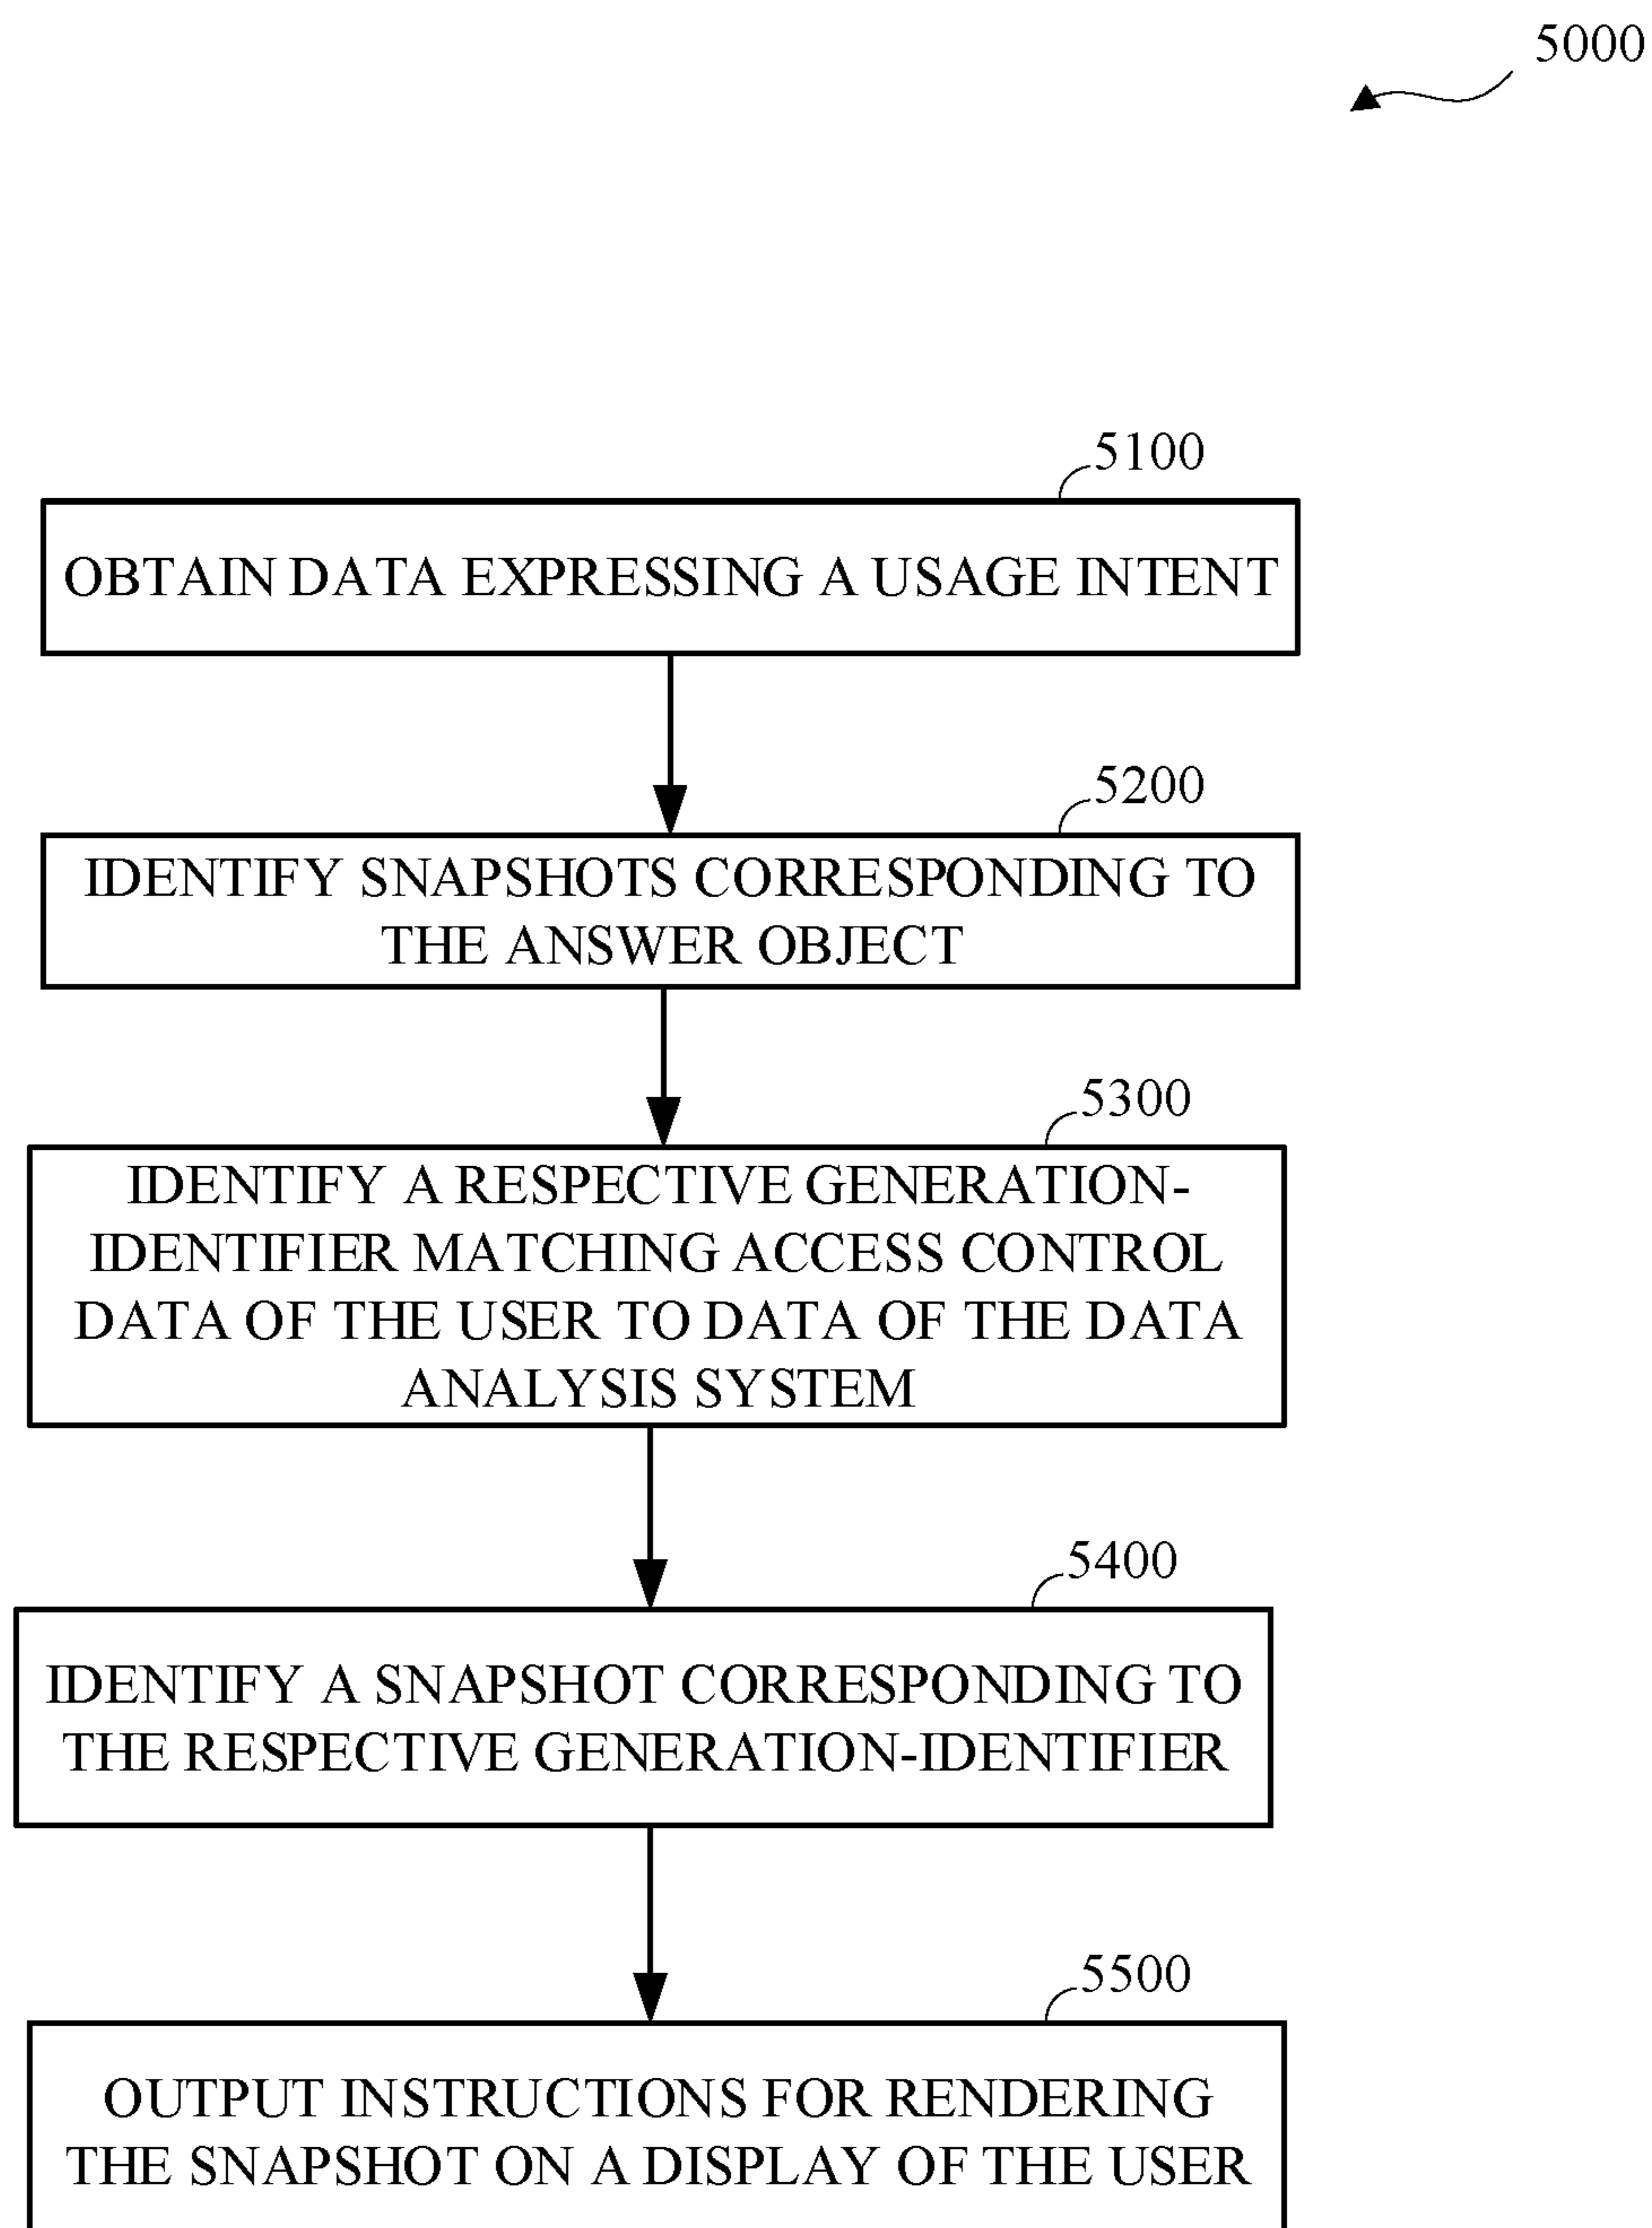 5000
5100
OBTAIN DATA EXPRESSING A USAGE INTENT
5200
IDENTIFY SNAPSHOTS CORRESPONDING TO
THE ANSWER OBJECT
5300
IDENTIFY A RESPECTIVE GENERATION-
IDENTIFIER MATCHING ACCESS CONTROL
DATA OF THE USER TO DATA OF THE DATA
ANALYSIS SYSTEM
5400
IDENTIFY A SNAPSHOT CORRESPONDING TO
THE RESPECTIVE GENERATION-IDENTIFIER
5500
OUTPUT INSTRUCTIONS FOR RENDERING
THE SNAPSHOT ON A DISPLAY OF THE USER